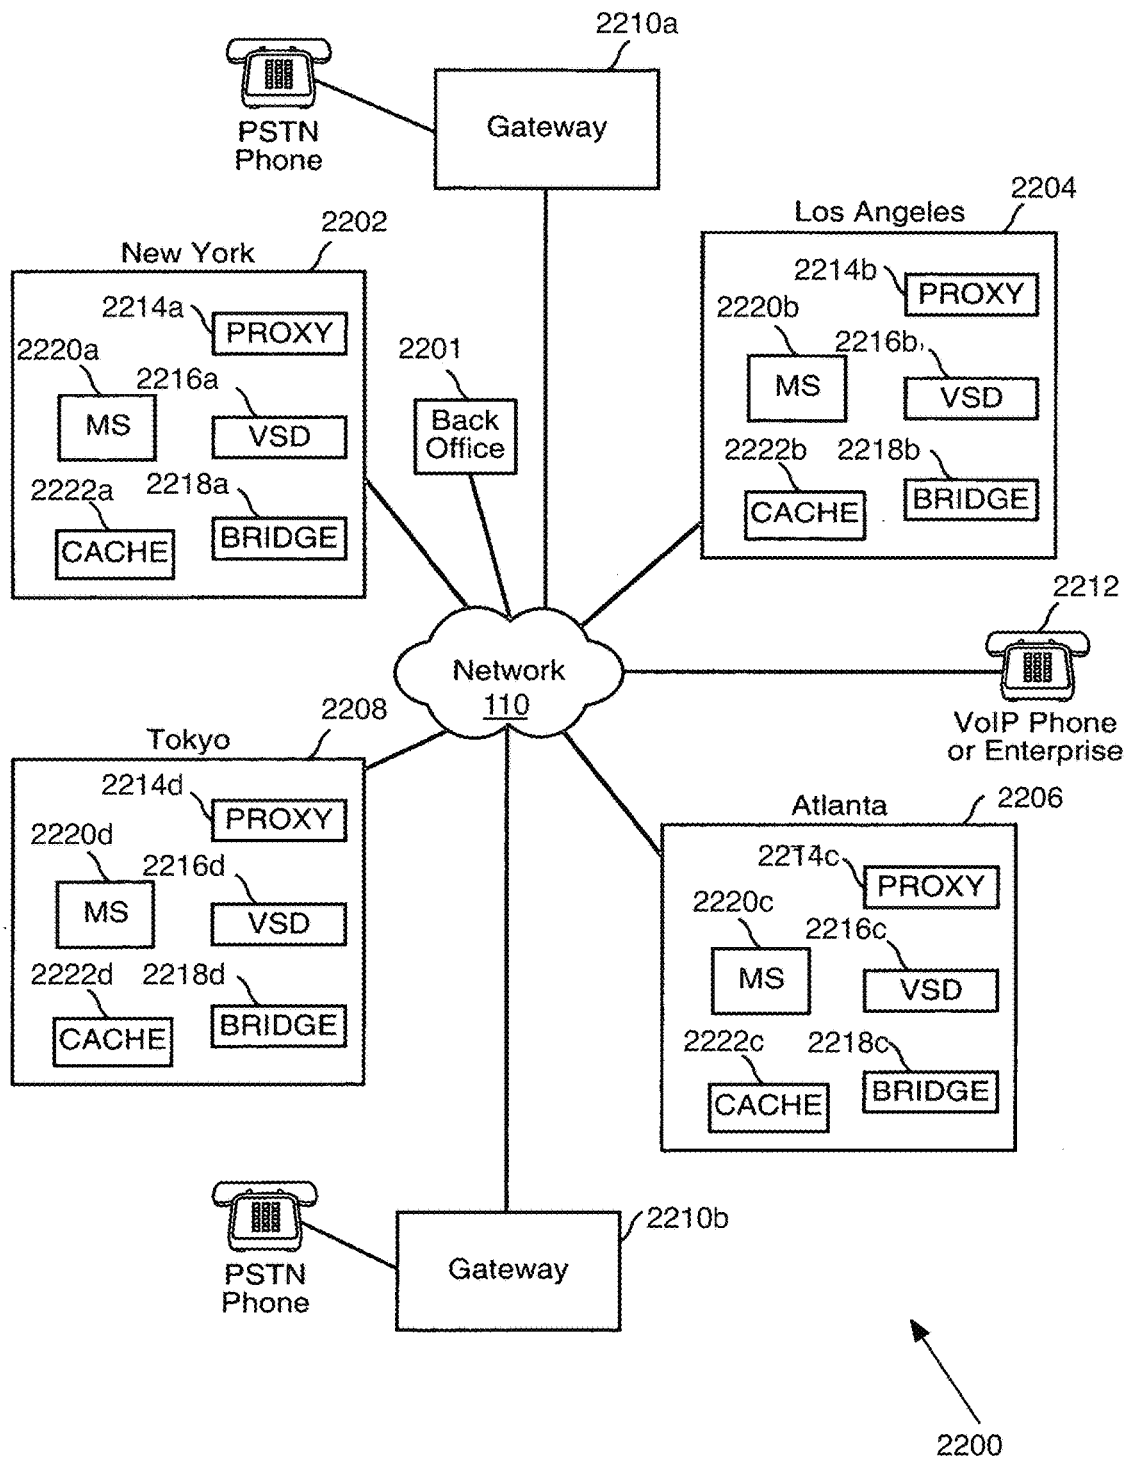 2210a
Gateway
PSTN
Phone
2204
Los Angeles
2202
New York
2214b
PROXY
2220b
2214a
PROXY
2216b
MS
VSD
2201
2220a
2216a
MS
VSD
Back
Office
2222b
2218b
CACHE
BRIDGE
2222a
2218a
CACHE
BRIDGE
2212
VoIP Phone
or Enterprise
Network
110
2208
Tokyo
2214d
PROXY
2220d
2216d
MS
VSD
2222d
2218d
CACHE
BRIDGE
2206
Atlanta
2214c
PROXY
2220c
2216c
MS
VSD
2222c
2218c
CACHE
BRIDGE
PSTN
Phone
2210b
Gateway
2200